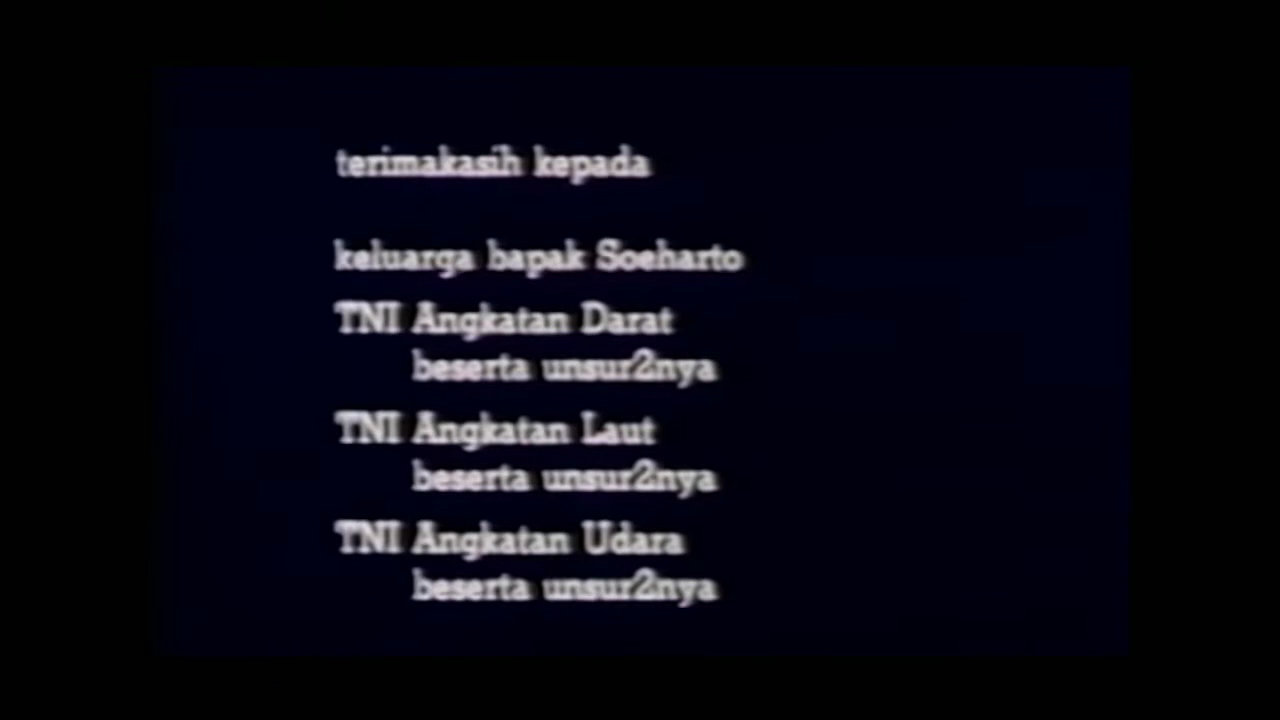 terimakasih kepada
keluarga bapak Soeharto
TNI Angkatan Darat
beserta unsur2nya
TNI Angkatan Laut
beserta unsur2nya
TNI Angkatan Udara
beserta unsur2nya